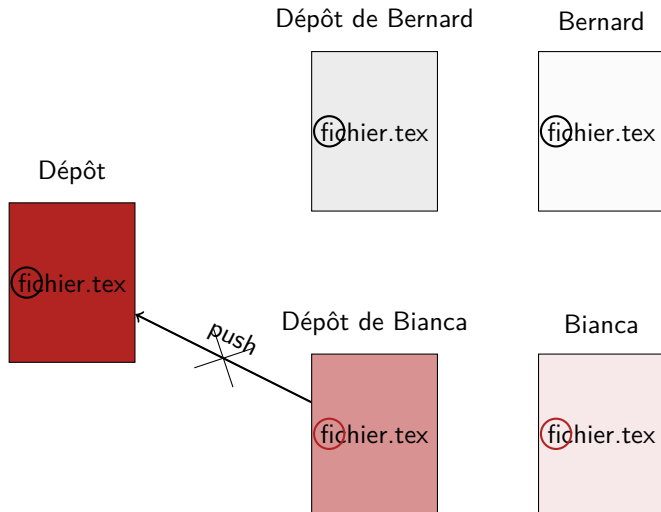 Dépôt de Bernard
Bernard
fichier.tex
fichier.tex
Dépôt
fichier.tex
push
Dépôt de Bianca
Bianca
fichier.tex
fichier.tex